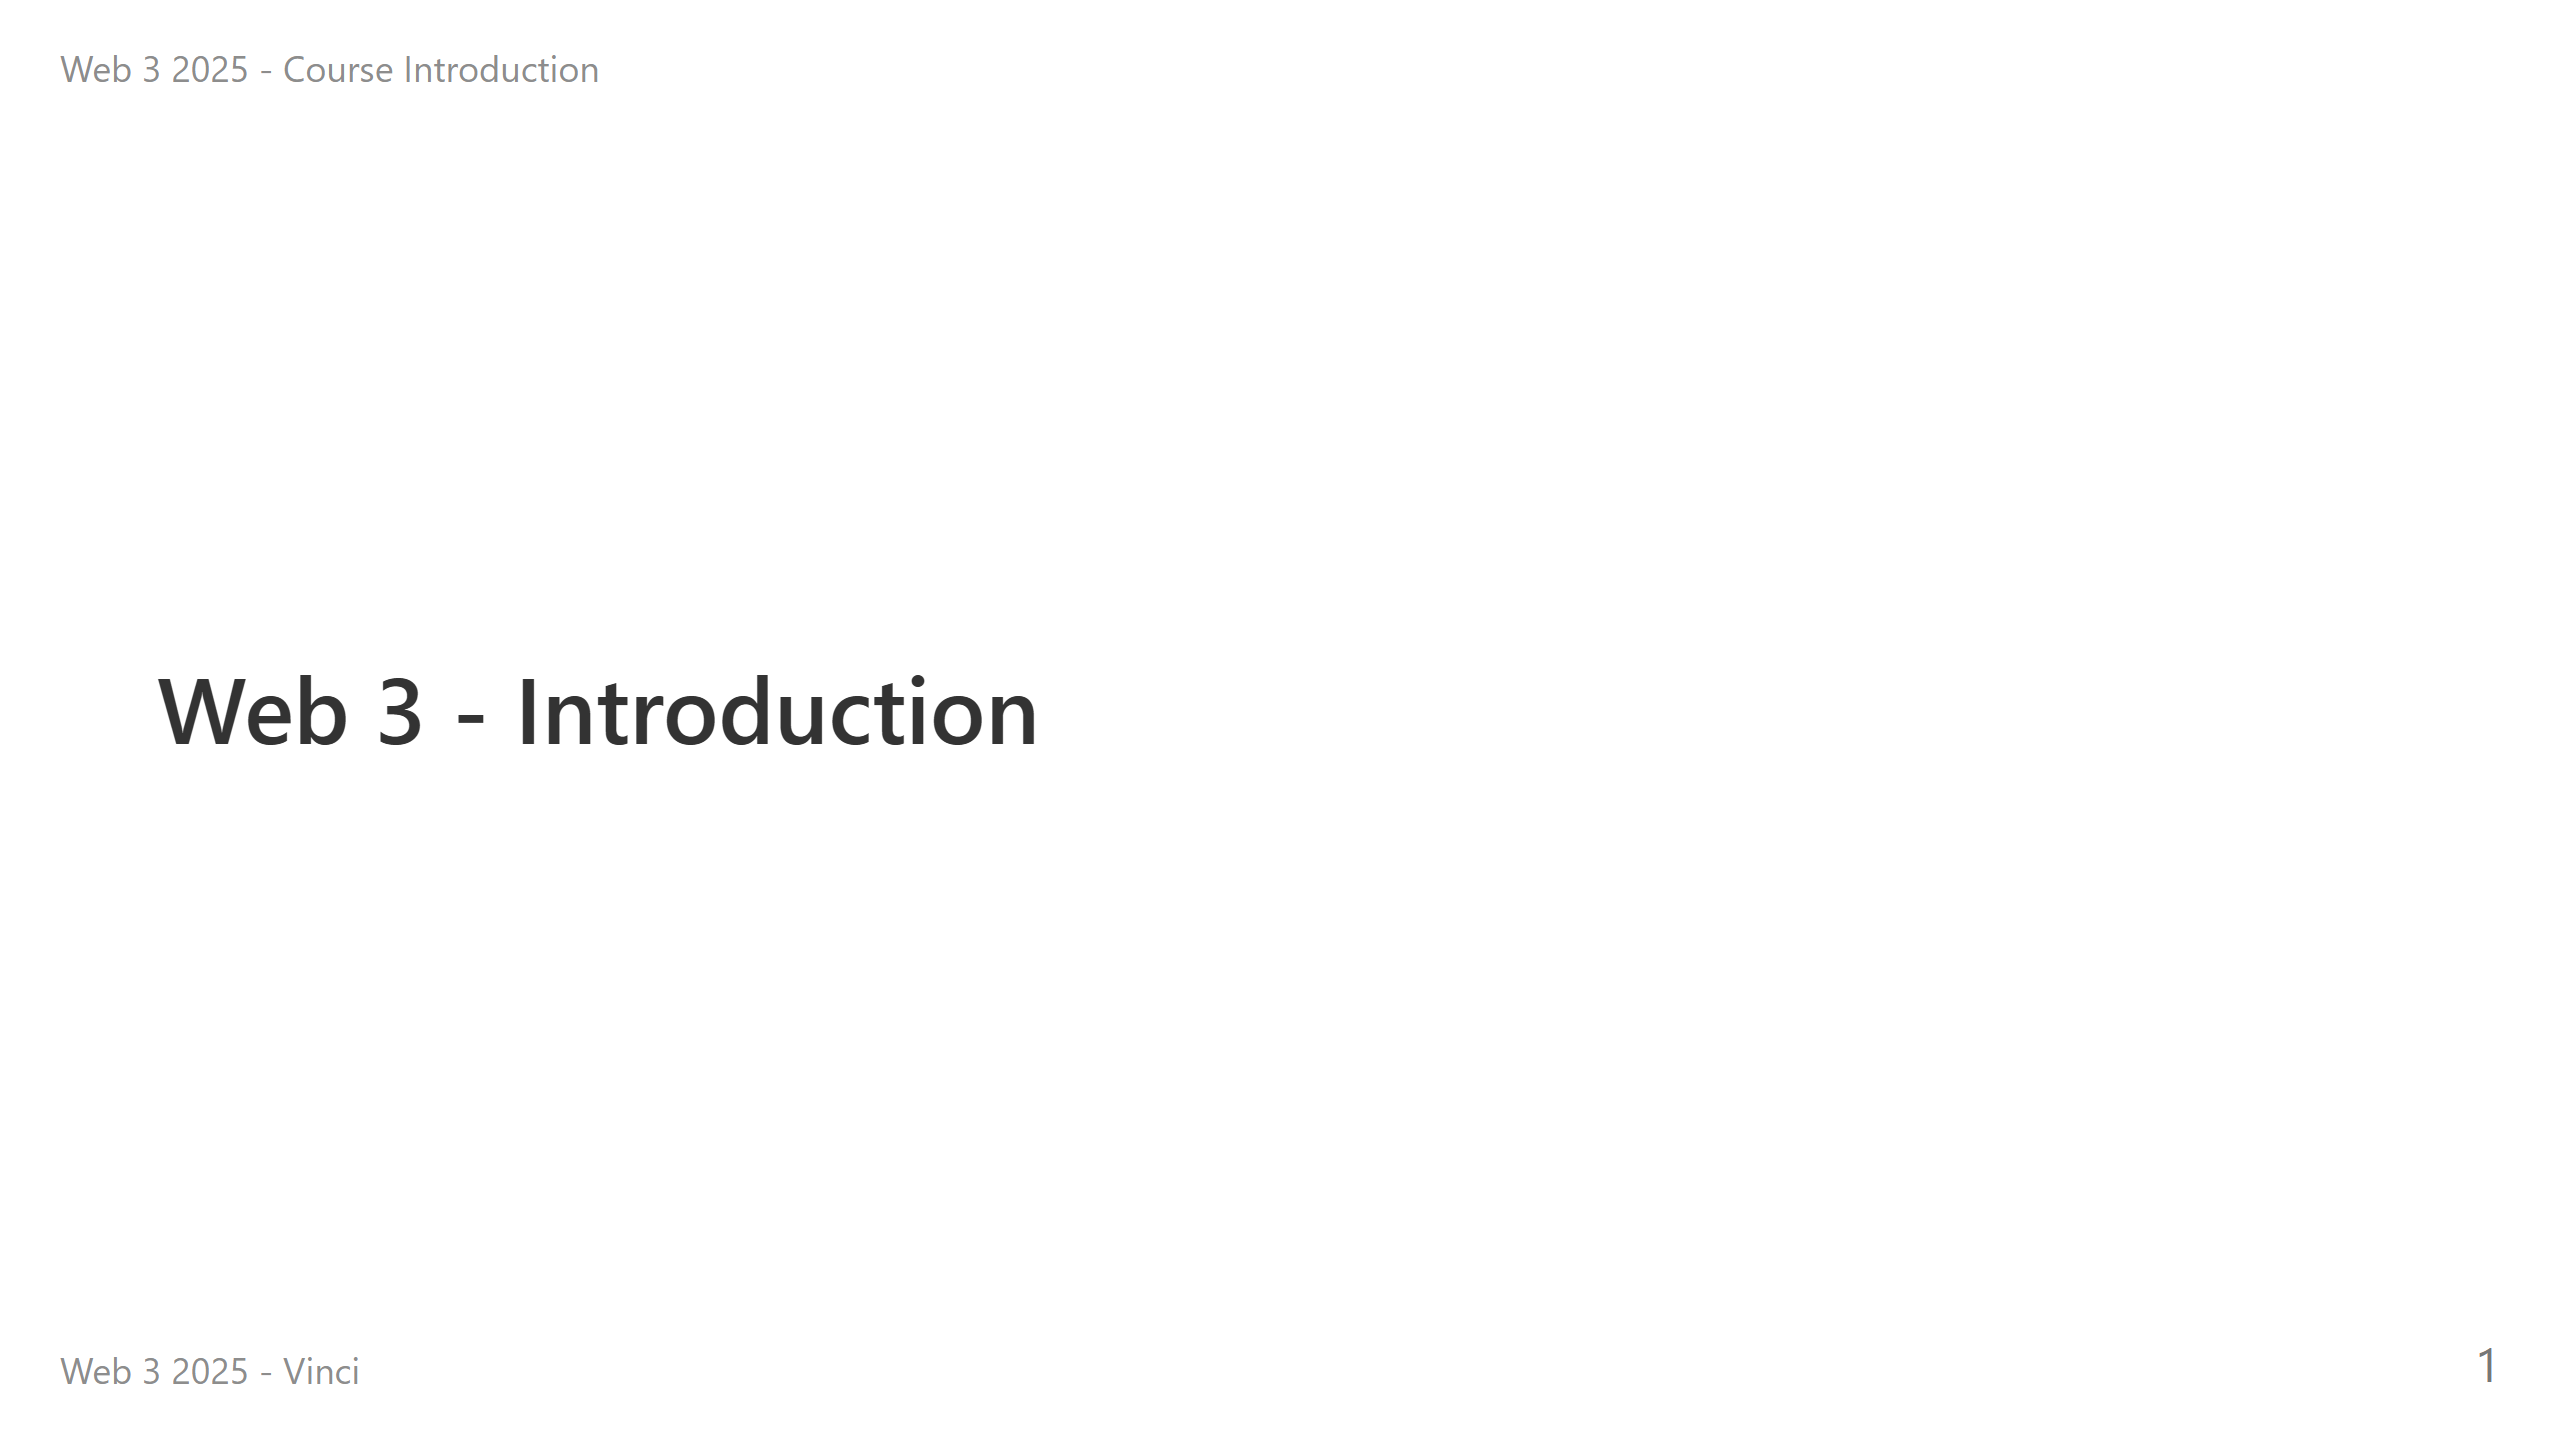 Web 3 2025 - Course Introduction
Web 3 - Introduction
Web 3 2025 - Vinci
1